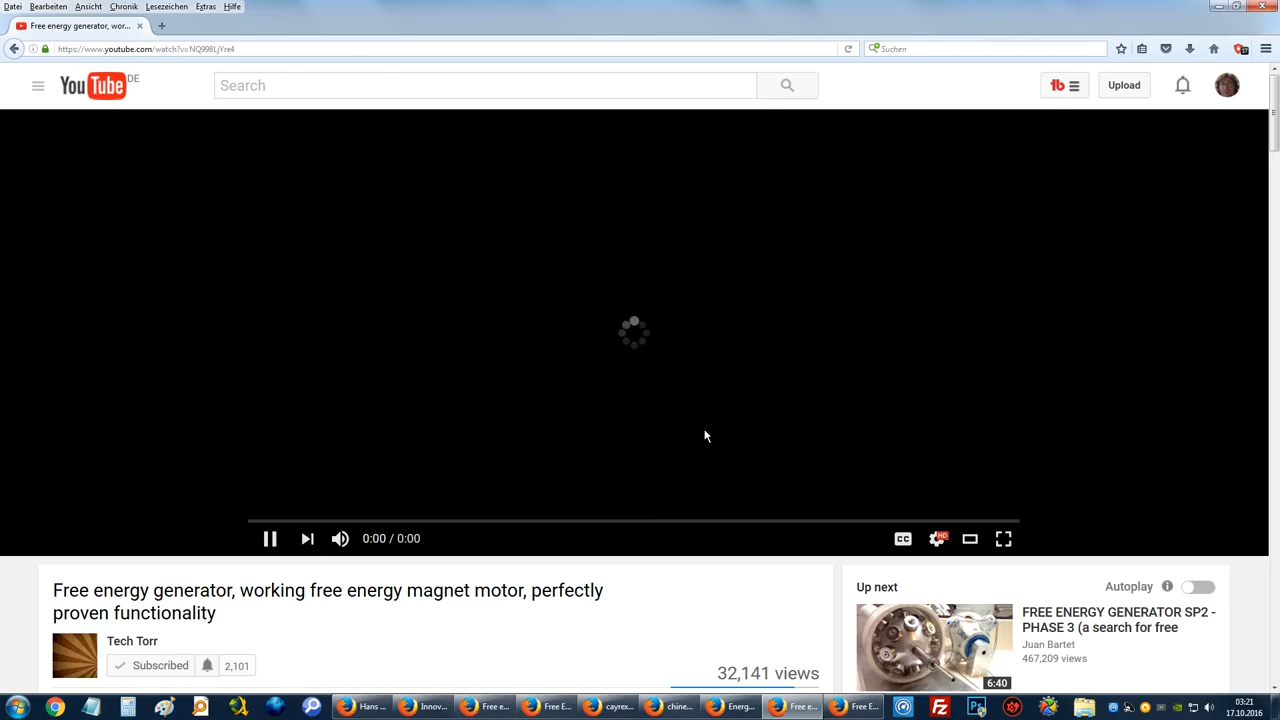 Datei Bearbeiten Ansicht Chronik Lesezeichen Extras Hilfe
Free energy generator, wor...
https://www.youtube.com/watch?v=NQ998LjYre4
Suchen
YouTube DE
Search
Upload
0:00 / 0:00
CC
HD
Free energy generator, working free energy magnet motor, perfectly
proven functionality
Tech Torr
Subscribed 2,101
32,141 views
Up next
Autoplay
FREE ENERGY GENERATOR SP2 -
PHASE 3 (a search for free
Juan Bartet
467,209 views
6:40
Hans ... Innov... Free e... Free E... cayrex... chine... Energ... Free e... Free E...
03:21
17.10.2016